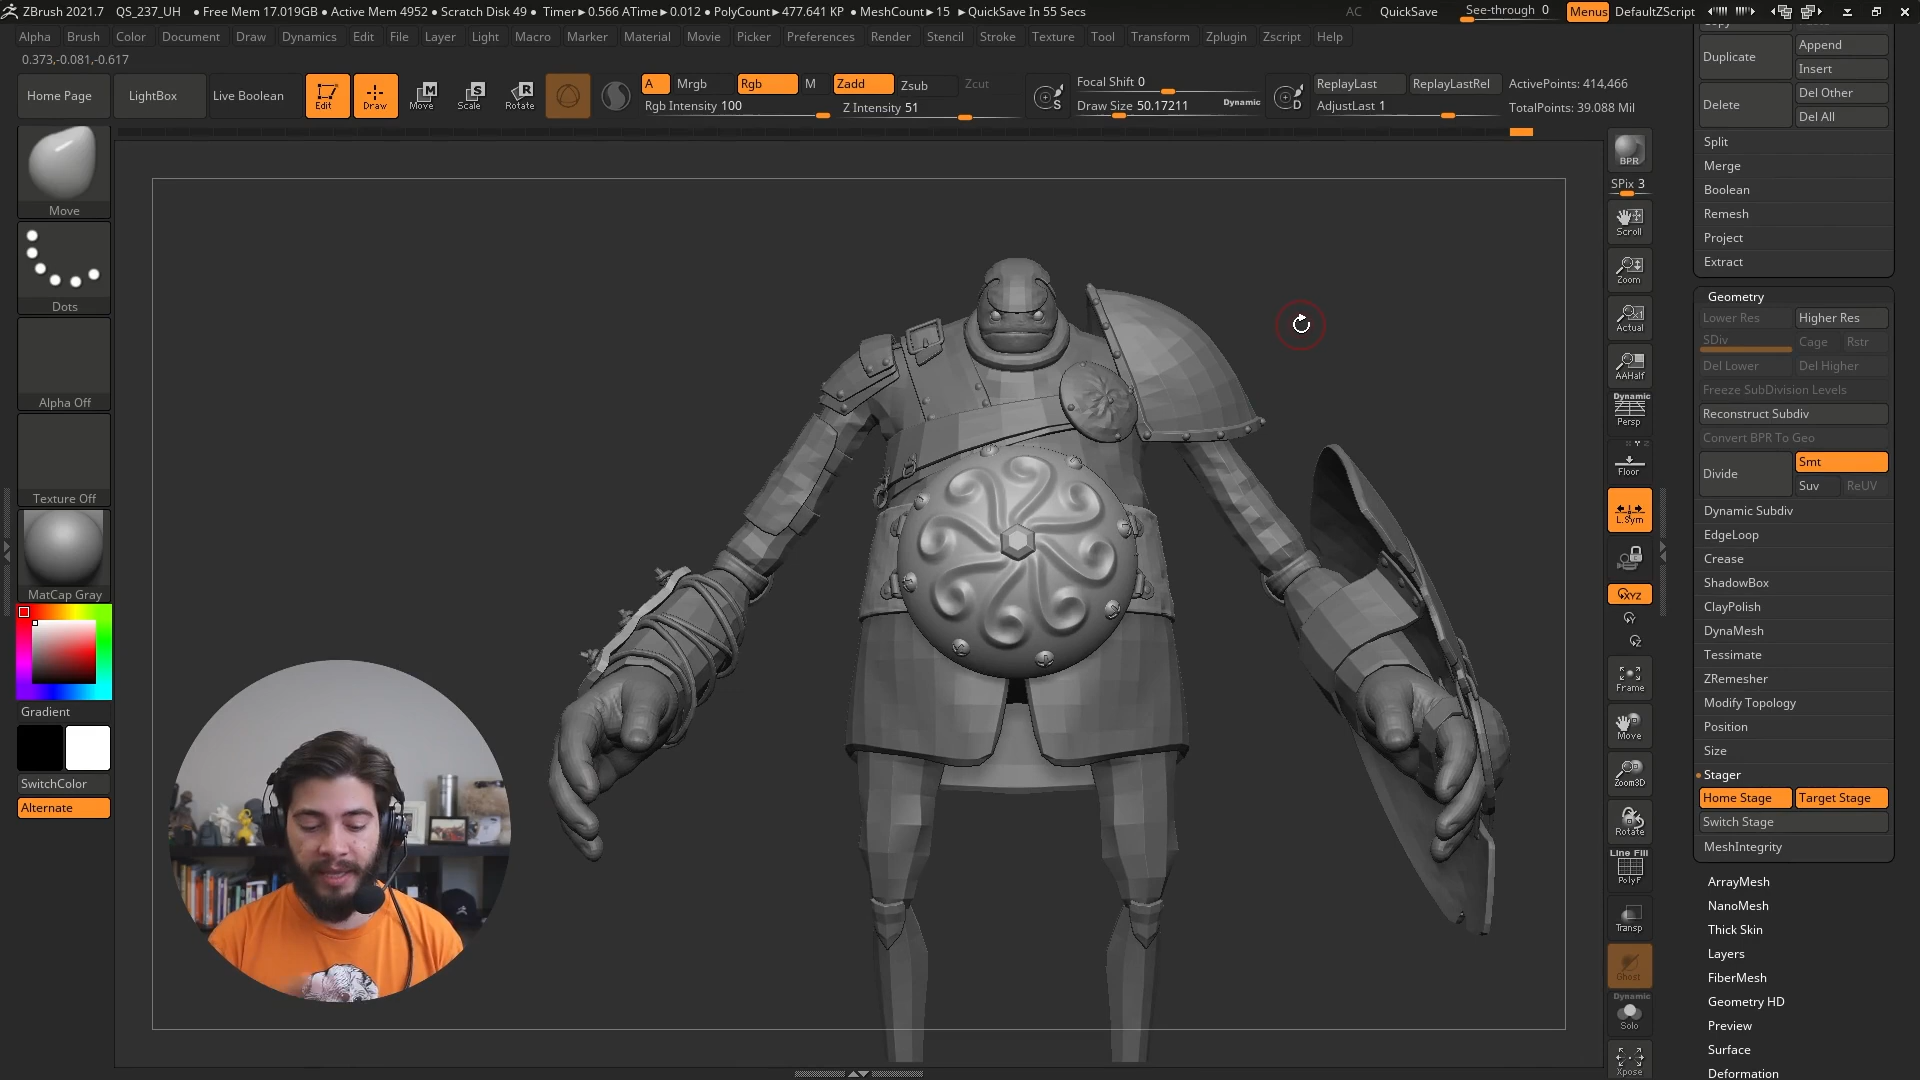 ZBrush 2021.7 QS_237_UH • Free Mem 17.019GB • Active Mem 4952 • Scratch Disk 49 • Timer►0.566 ATime►0.012 • PolyCount►477.641 KP • MeshCount►15 ►QuickSave In 55 Secs AC QuickSave See-through 0 Menus DefaultZScript
Alpha Brush Color Document Draw Dynamics Edit File Layer Light Macro Marker Material Movie Picker Preferences Render Stencil Stroke Texture Tool Transform Zplugin Zscript Help
0.373,-0.081,-0.617
Home Page LightBox Live Boolean Edit Draw Move Scale Rotate
A Mrgb Rgb M Zadd Zsub Zcut
Rgb Intensity 100 Z Intensity 51
Focal Shift 0
Draw Size 50.17211 Dynamic
S D
ReplayLast ReplayLastRel ActivePoints: 414,466
AdjustLast 1 TotalPoints: 39.088 Mil
Move
Dots
Alpha Off
Texture Off
MatCap Gray
Gradient
SwitchColor
Alternate
BPR
SPix 3
Scroll
Zoom
Actual
AAHalf
Dynamic
Persp
Floor
L.Sym
XYZ
Y
Z
Frame
Move
Zoom3D
Rotate
Line Fill
PolyF
Transp
Ghost
Dynamic
Solo
Xpose
Copy
Duplicate Append
Insert
Delete Del Other
Del All
Split
Merge
Boolean
Remesh
Project
Extract
Geometry
Lower Res Higher Res
SDiv Cage Rstr
Del Lower Del Higher
Freeze SubDivision Levels
Reconstruct Subdiv
Convert BPR To Geo
Divide Smt
Suv ReUV
Dynamic Subdiv
EdgeLoop
Crease
ShadowBox
ClayPolish
DynaMesh
Tessimate
ZRemesher
Modify Topology
Position
Size
Stager
Home Stage Target Stage
Switch Stage
MeshIntegrity
ArrayMesh
NanoMesh
Thick Skin
Layers
FiberMesh
Geometry HD
Preview
Surface
Deformation